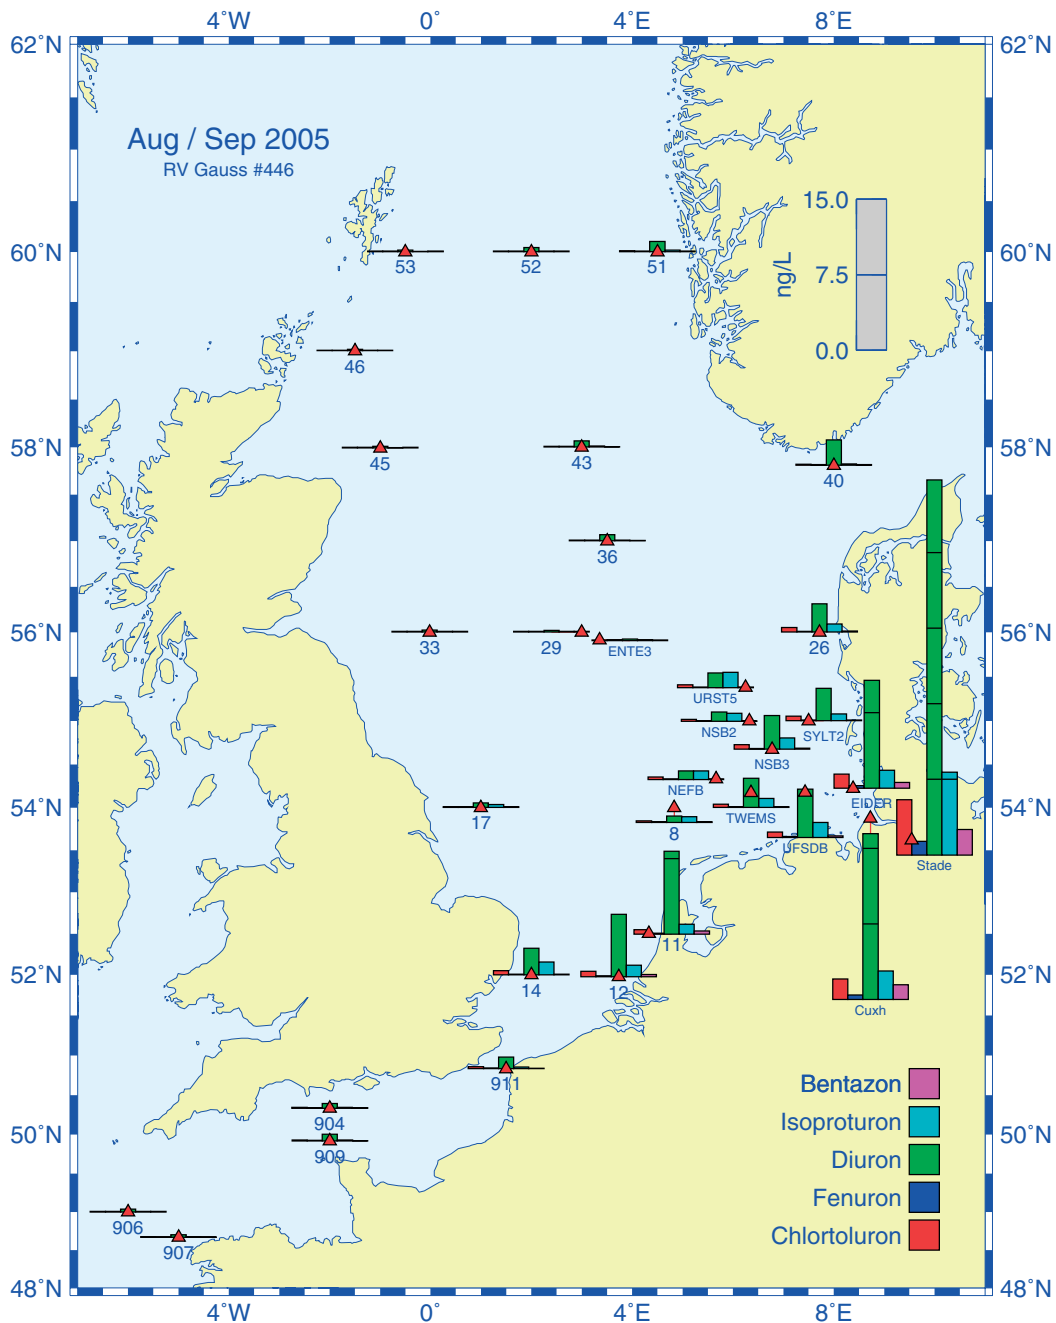 4˚W 0˚ 4˚E 8˚E
62˚N 62˚N
Aug / Sep 2005
RV Gauss #446
15.0
7.5
0.0
ng/L
60˚N 60˚N
53 52 51
46
58˚N 58˚N
45 43 40
36
56˚N 56˚N
33 29 ENTE3 26
URST5
NSB2 SYLT2
NSB3
NEFB EIDER
54˚N 54˚N
17 8 TWEMS
UFSDB Stade
11
52˚N 52˚N
14 12
Cuxh
911
Bentazon
904
Isoproturon
50˚N 50˚N
909
Diuron
Fenuron
906
Chlortoluron
907
48˚N 48˚N
4˚W 0˚ 4˚E 8˚E